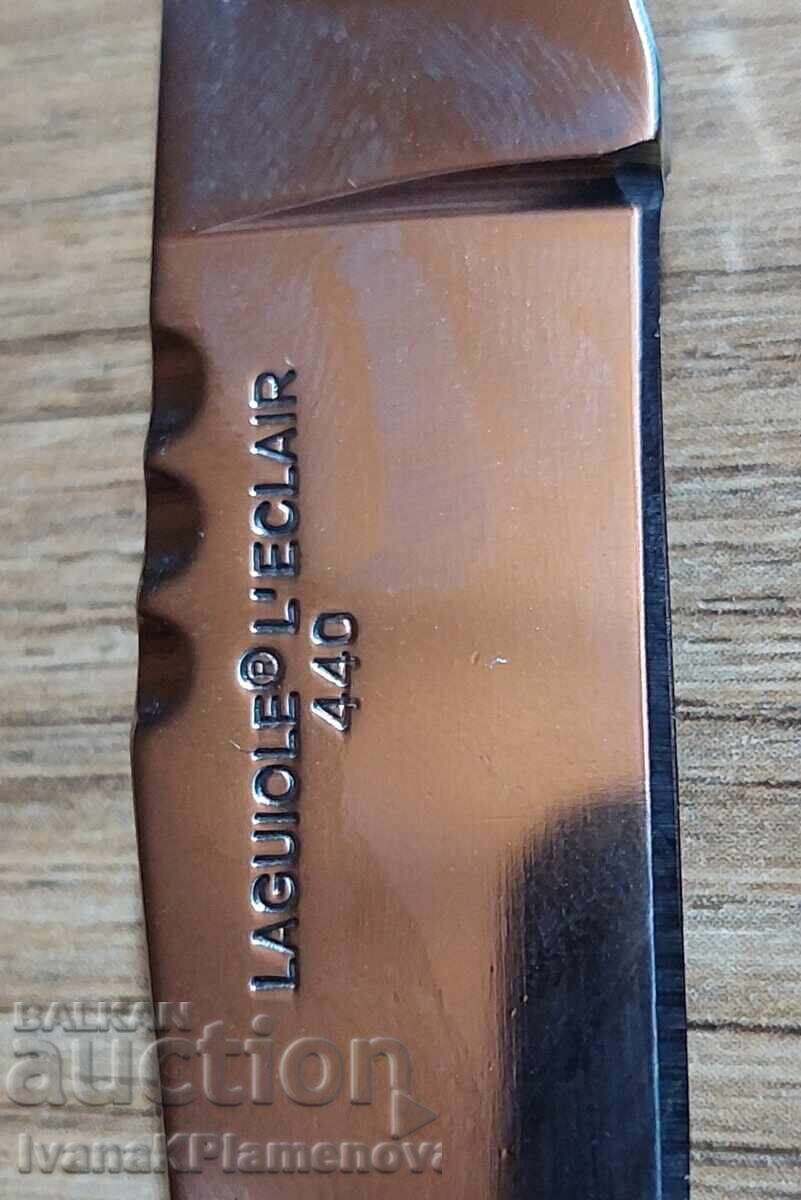 LAGUIOLE® L'ECLAIR
440
BALKAN
auction
IvanaKPlamenova